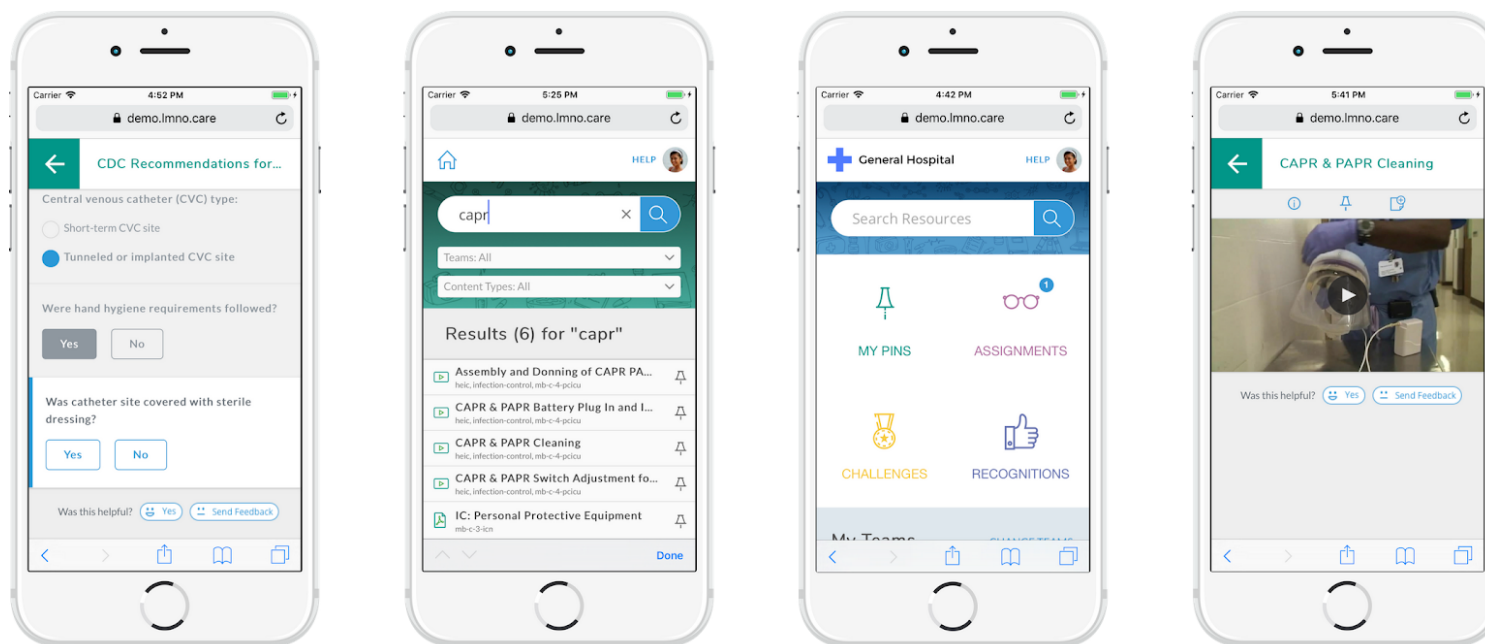 Carrier 4:52 PM
demo.lmno.care
CDC Recommendations for...
Central venous catheter (CVC) type:
Short-term CVC site
Tunneled or implanted CVC site
Were hand hygiene requirements followed?
Yes No
Was catheter site covered with sterile
dressing?
Yes No
Was this helpful? Yes Send Feedback
Carrier 5:25 PM
demo.lmno.care
HELP
capr
Teams: All
Content Types: All
Results (6) for "capr"
Assembly and Donning of CAPR PA...
heic, infection-control, mb-c-4-pcicu
CAPR & PAPR Battery Plug In and I...
heic, infection-control, mb-c-4-pcicu
CAPR & PAPR Cleaning
heic, infection-control, mb-c-4-pcicu
CAPR & PAPR Switch Adjustment fo...
heic, infection-control, mb-c-4-pcicu
IC: Personal Protective Equipment
mb-c-3-icn
Done
Carrier 4:42 PM
demo.lmno.care
General Hospital HELP
Search Resources
1
MY PINS ASSIGNMENTS
CHALLENGES RECOGNITIONS
My Teams CHANGE TEAMS
Carrier 5:41 PM
demo.lmno.care
CAPR & PAPR Cleaning
Was this helpful? Yes Send Feedback